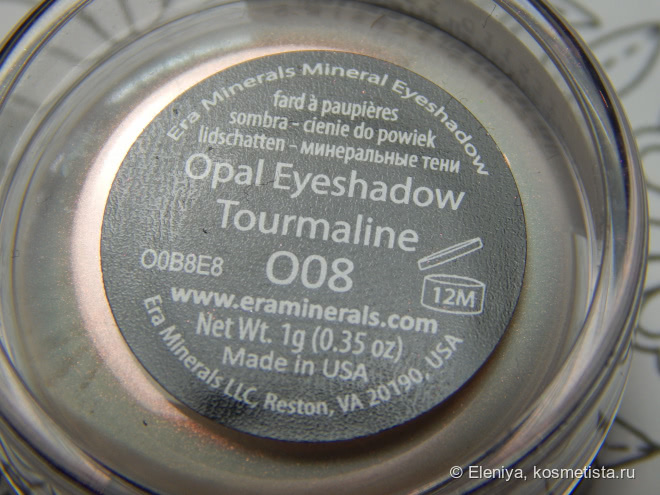 Era Minerals Mineral Eyeshadow
fard à paupières
sombra - cienie do powiek
lidschatten - минеральные тени
Opal Eyeshadow
Tourmaline
O0B8E8
O08
12M
www.eraminerals.com
Net Wt. 1g (0.35 oz)
Made in USA
Era Minerals LLC, Reston, VA 20190, USA
© Eleniya, kosmetista.ru